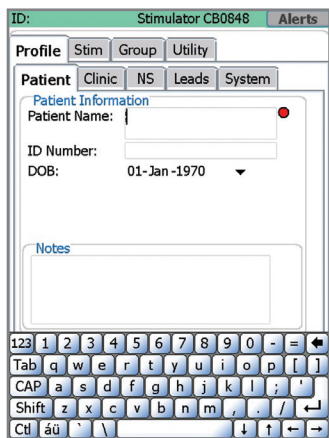 ID: Stimulator CB0848 Alerts
Profile Stim Group Utility
Patient Clinic NS Leads System
Patient Information
Patient Name:
ID Number:
DOB: 01-Jan-1970
Notes
123 1 2 3 4 5 6 7 8 9 0 - =
Tab q w e r t y u i o p [ ]
CAP a s d f g h j k l ; '
Shift z x c v b n m , . /
Ctl áü ` \